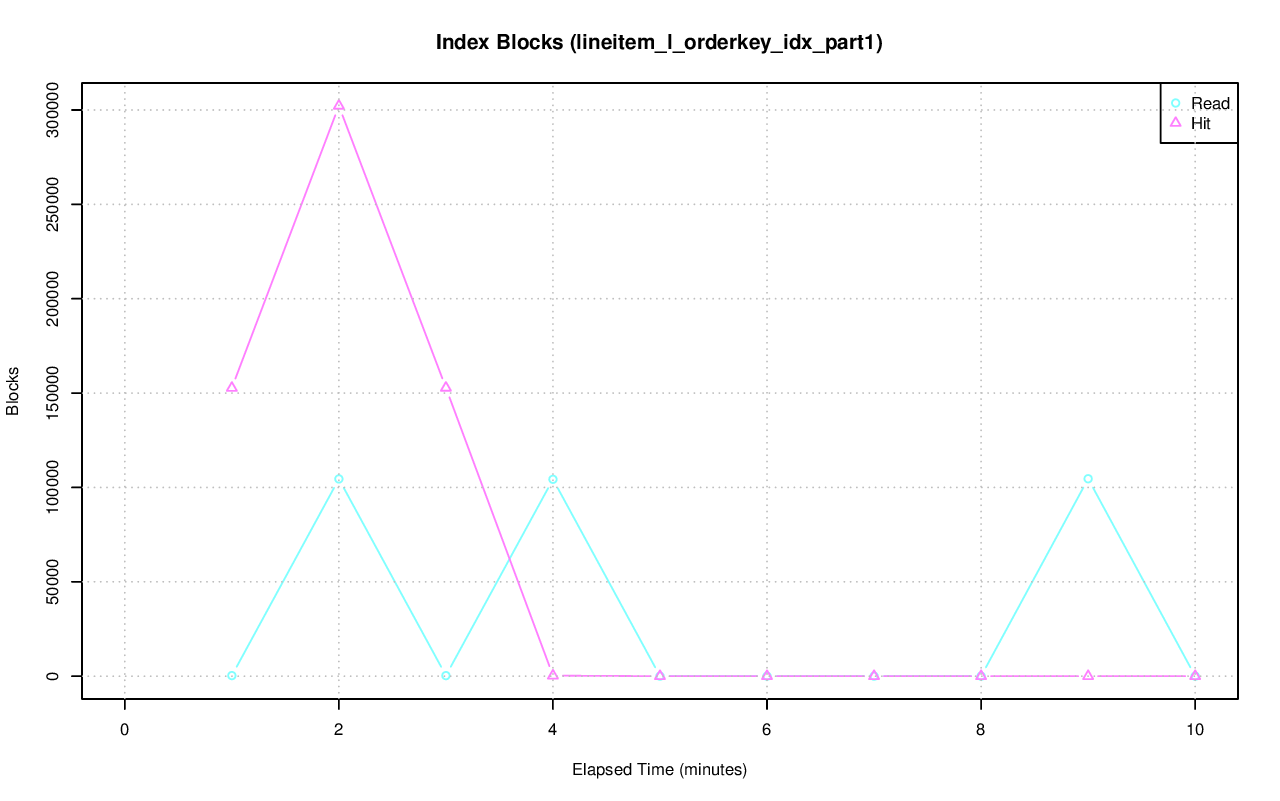 Index Blocks (lineitem_l_orderkey_idx_part1)
Read
Hit
300000
250000
200000
150000
100000
50000
0
Blocks
0 2 4 6 8 10
Elapsed Time (minutes)